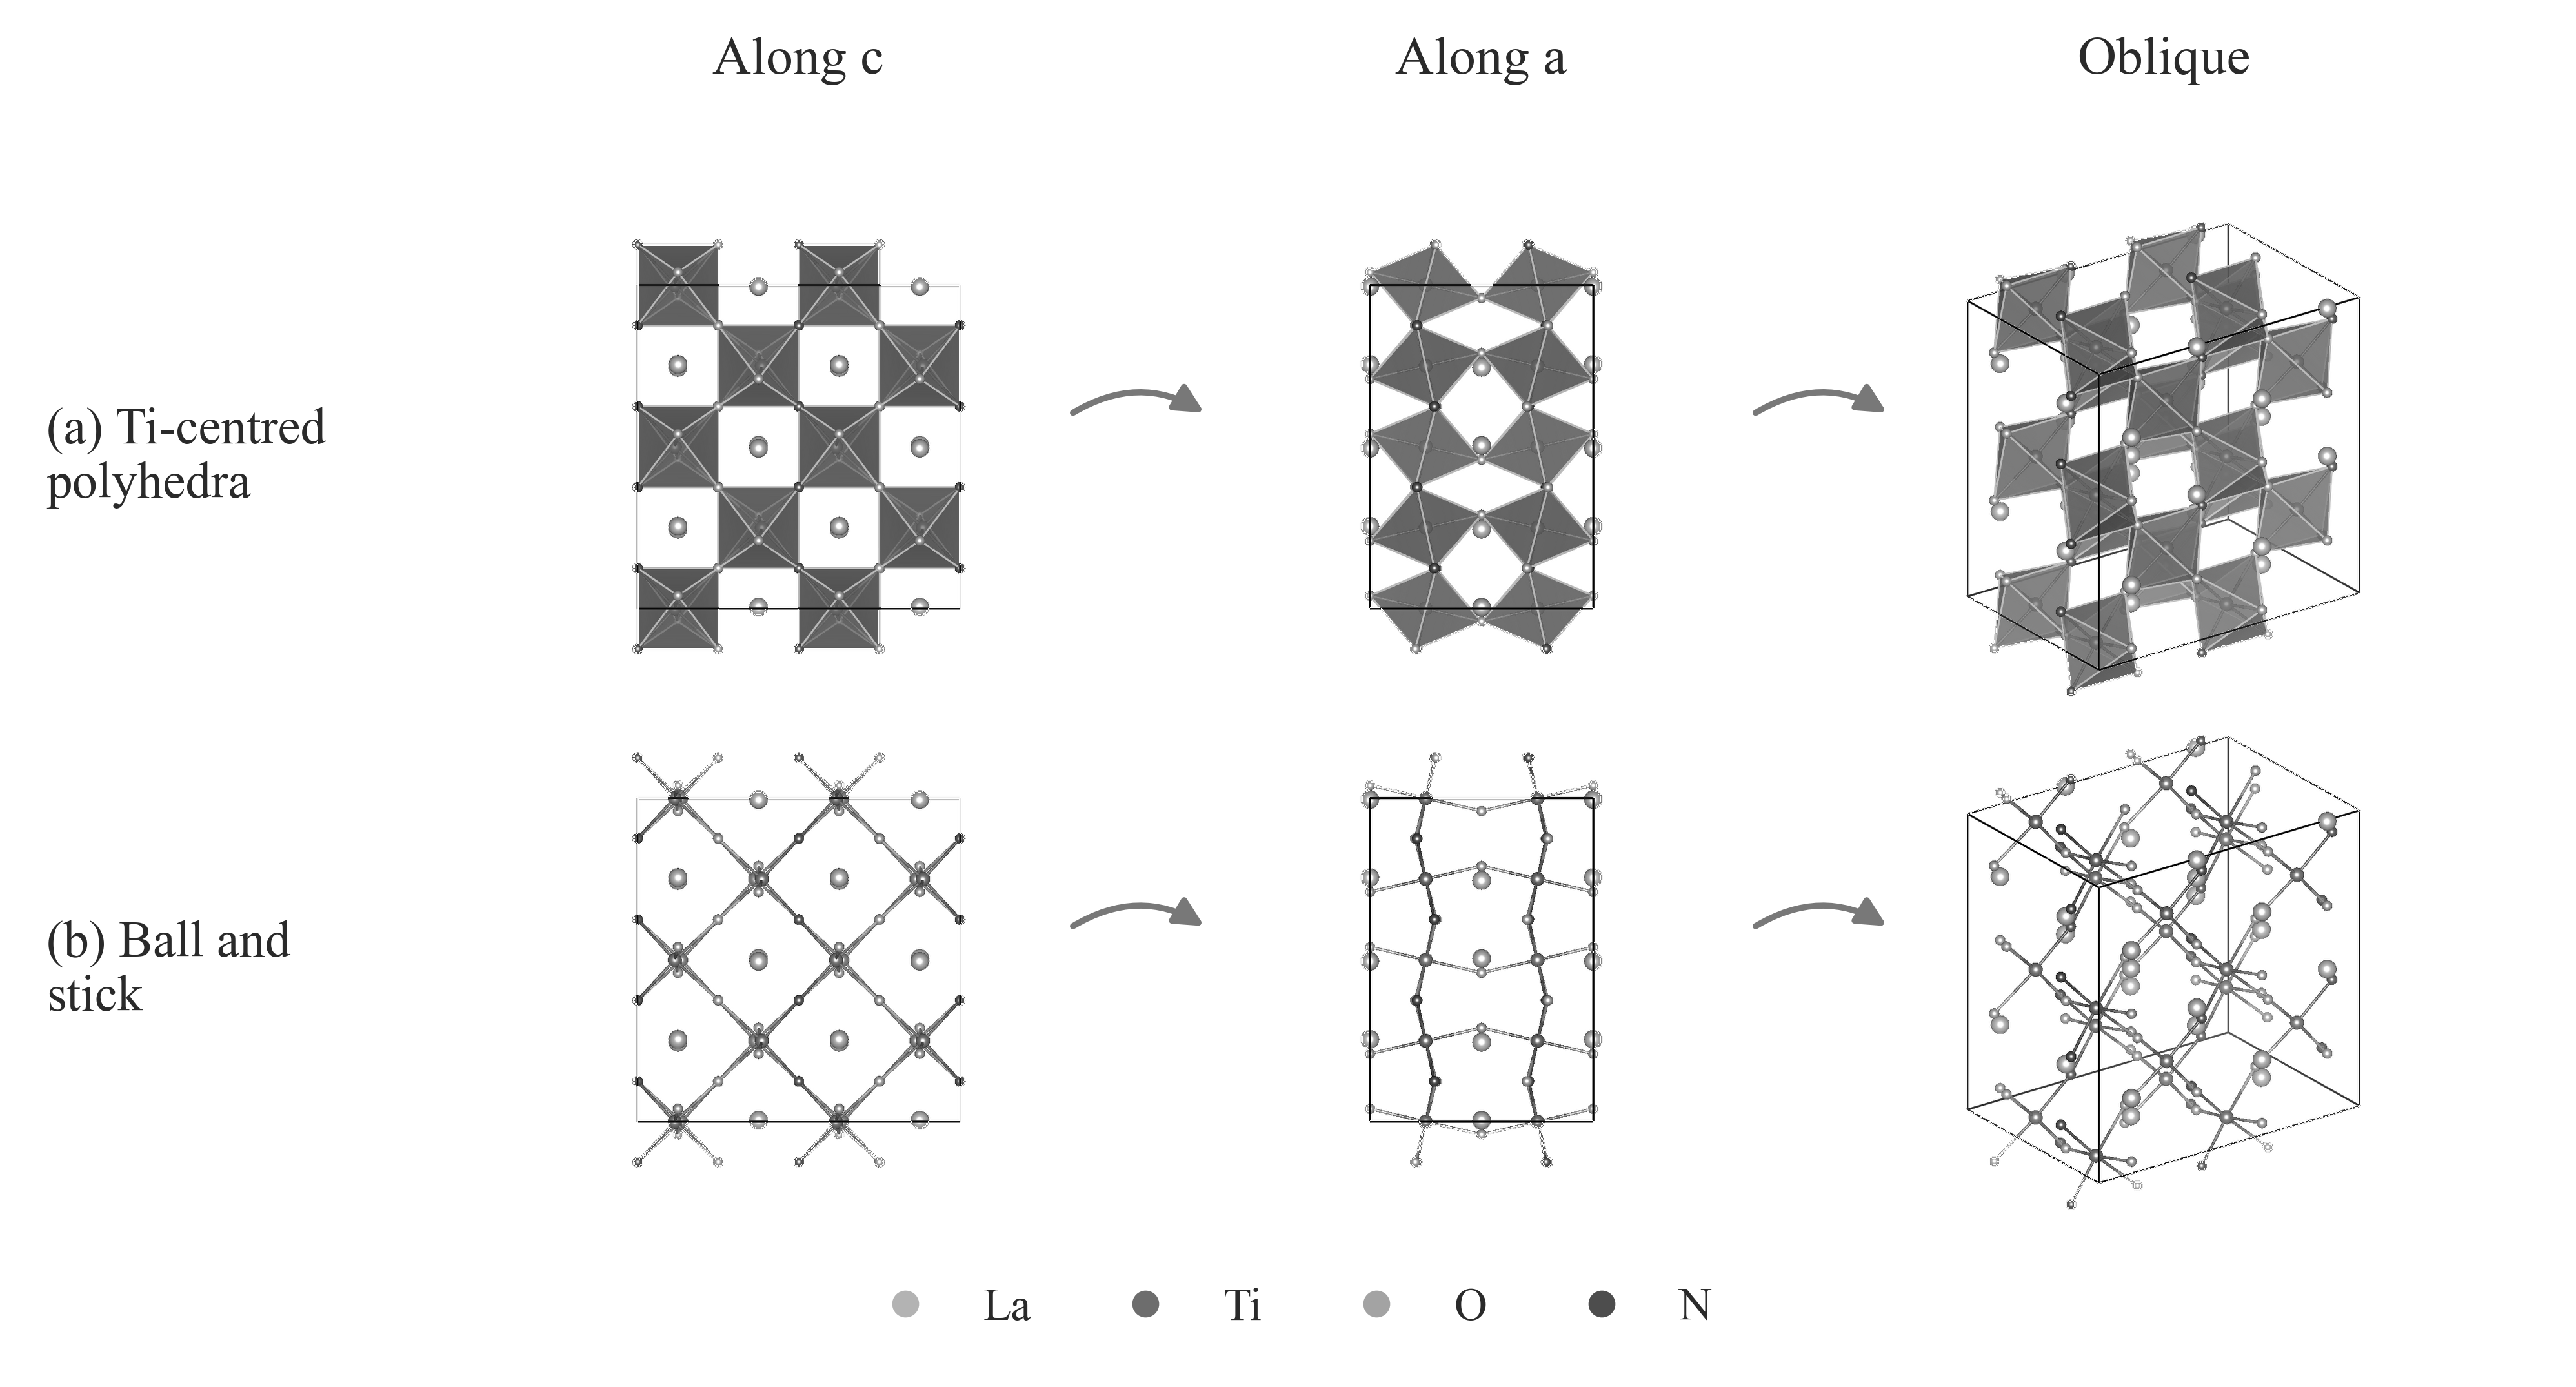 Along c
Along a
Oblique
(a) Ti-centred
polyhedra
(b) Ball and
stick
La
Ti
O
N